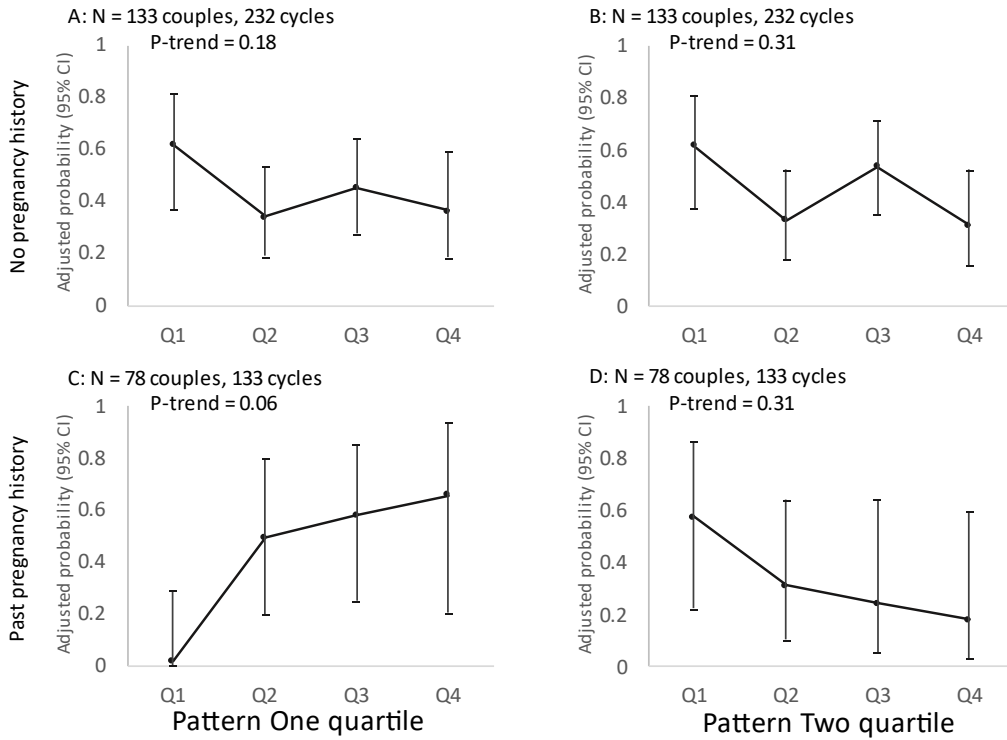 A: N = 133 couples, 232 cycles
P-trend = 0.18
No pregnancy history
Adjusted probability (95% CI)
1
0.8
0.6
0.4
0.2
0
Q1 Q2 Q3 Q4
B: N = 133 couples, 232 cycles
P-trend = 0.31
Adjusted probability (95% CI)
1
0.8
0.6
0.4
0.2
0
Q1 Q2 Q3 Q4
C: N = 78 couples, 133 cycles
P-trend = 0.06
Past pregnancy history
Adjusted probability (95% CI)
1
0.8
0.6
0.4
0.2
0
Q1 Q2 Q3 Q4
Pattern One quartile
D: N = 78 couples, 133 cycles
P-trend = 0.31
Adjusted probability (95% CI)
1
0.8
0.6
0.4
0.2
0
Q1 Q2 Q3 Q4
Pattern Two quartile